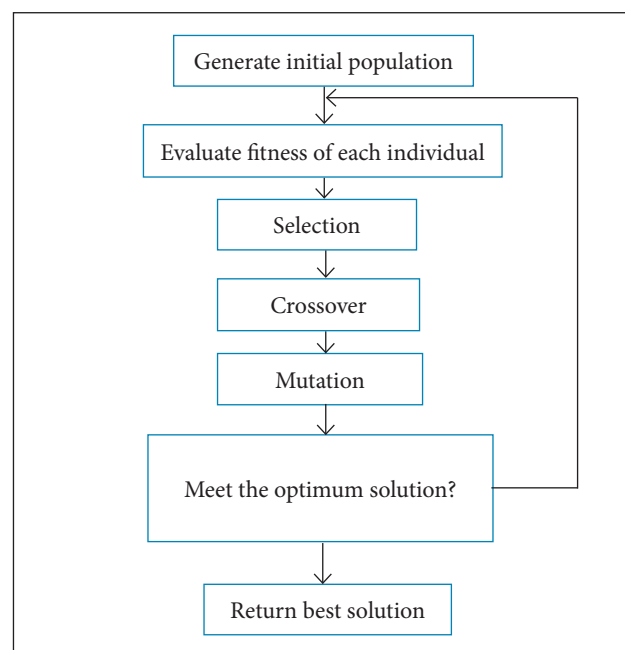 Generate initial population
Evaluate fitness of each individual
Selection
Crossover
Mutation
Meet the optimum solution?
Return best solution